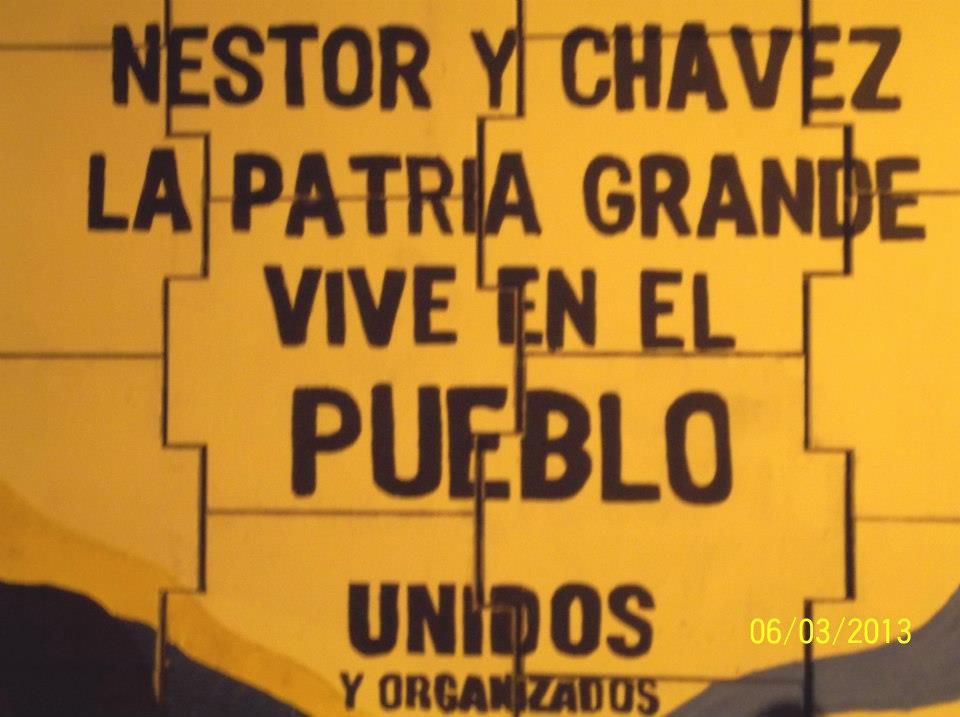 NESTOR Y CHAVEZ
LA PATRIA GRANDE
VIVE EN EL
PUEBLO
UNIDOS
Y ORGANIZADOS
06/03/2013